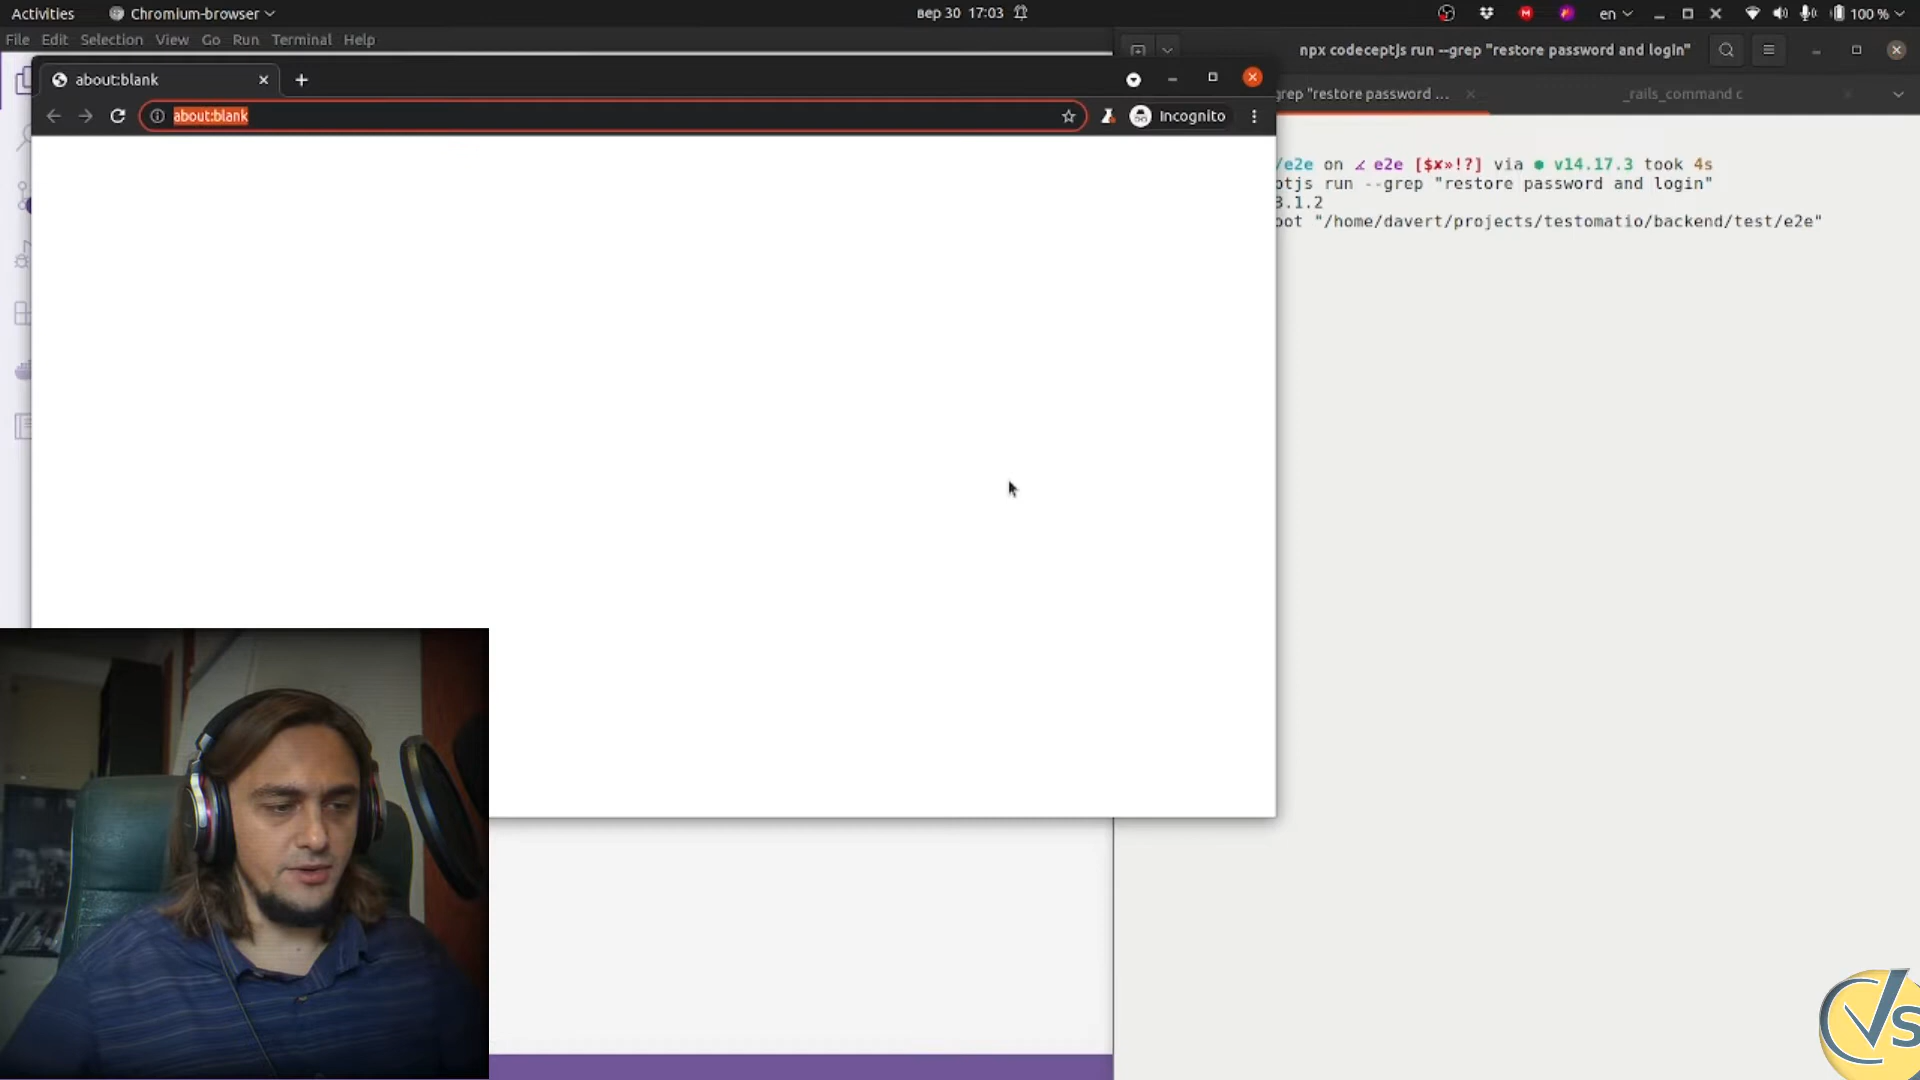 Activities
Chromium-browser
вер 30 17:03
en
100 %
File Edit Selection View Go Run Terminal Help
npx codeceptjs run --grep "restore password and login"
about:blank
grep "restore password ...
_rails_command c
about:blank
Incognito
/e2e on e2e [$✘»!?] via ● v14.17.3 took 4s
ptjs run --grep "restore password and login"
3.1.2
oot "/home/davert/projects/testomatio/backend/test/e2e"
Vs